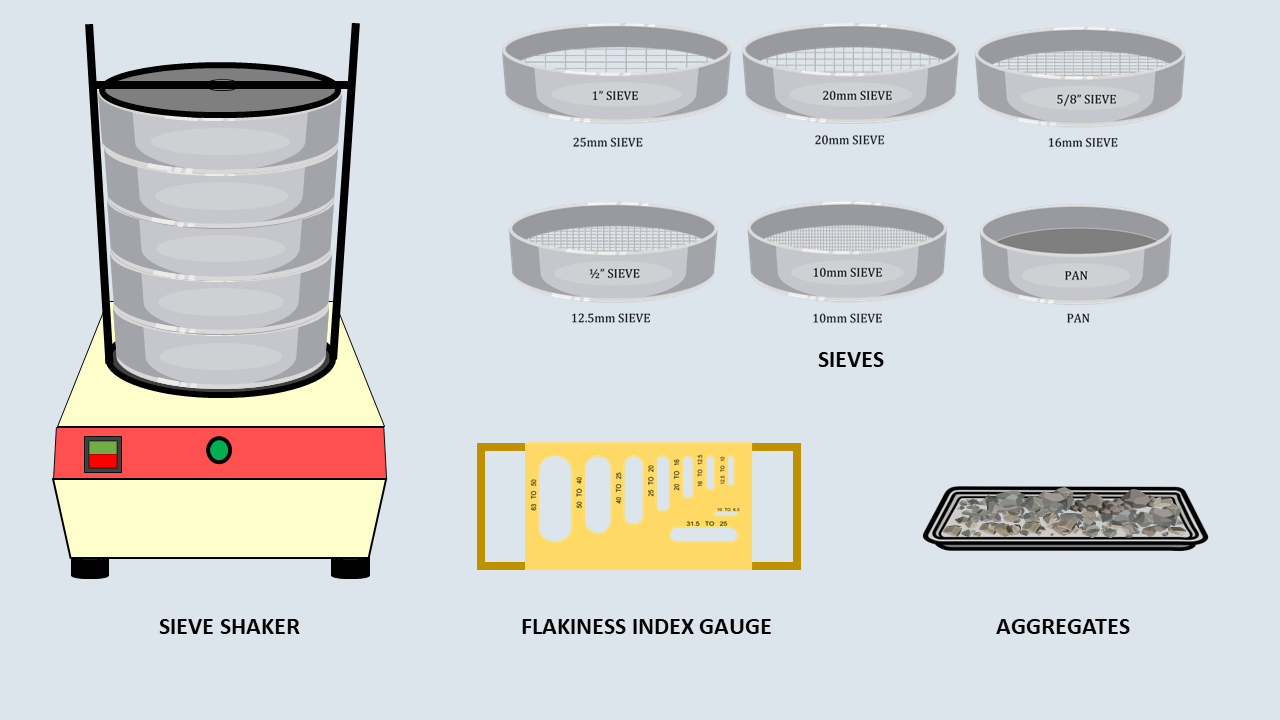 1” SIEVE
20mm SIEVE
5/8” SIEVE
25mm SIEVE
20mm SIEVE
16mm SIEVE
½” SIEVE
10mm SIEVE
PAN
12.5mm SIEVE
10mm SIEVE
PAN
SIEVES
63 TO 50
50 TO 40
40 TO 25
25 TO 20
20 TO 16
16 TO 12.5
12.5 TO 10
10 TO 6.3
31.5 TO 25
SIEVE SHAKER
FLAKINESS INDEX GAUGE
AGGREGATES